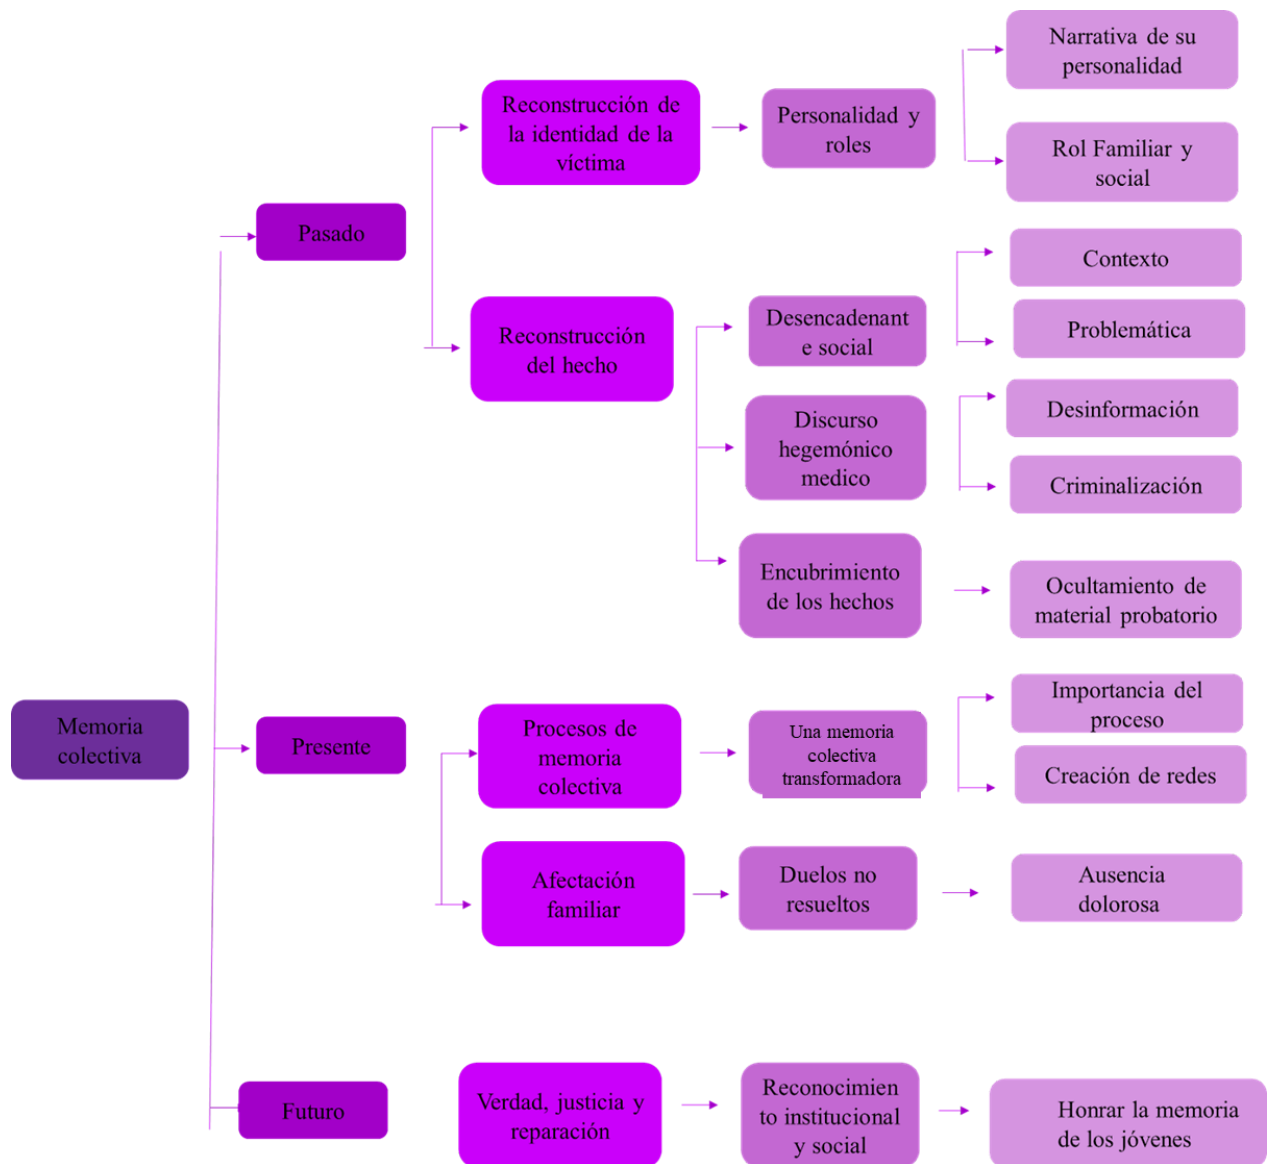 Narrativa de su
personalidad
Reconstrucción de
la identidad de la
víctima
Personalidad y
roles
Rol Familiar y
social
Pasado
Contexto
Reconstrucción
del hecho
Desencadenant
e social
Problemática
Discurso
hegemónico
medico
Desinformación
Criminalización
Encubrimiento
de los hechos
Ocultamiento de
material probatorio
Memoria
colectiva
Presente
Procesos de
memoria
colectiva
Una memoria
colectiva
transformadora
Importancia del
proceso
Creación de redes
Afectación
familiar
Duelos no
resueltos
Ausencia
dolorosa
Futuro
Verdad, justicia y
reparación
Reconocimien
to institucional
y social
Honrar la memoria
de los jóvenes